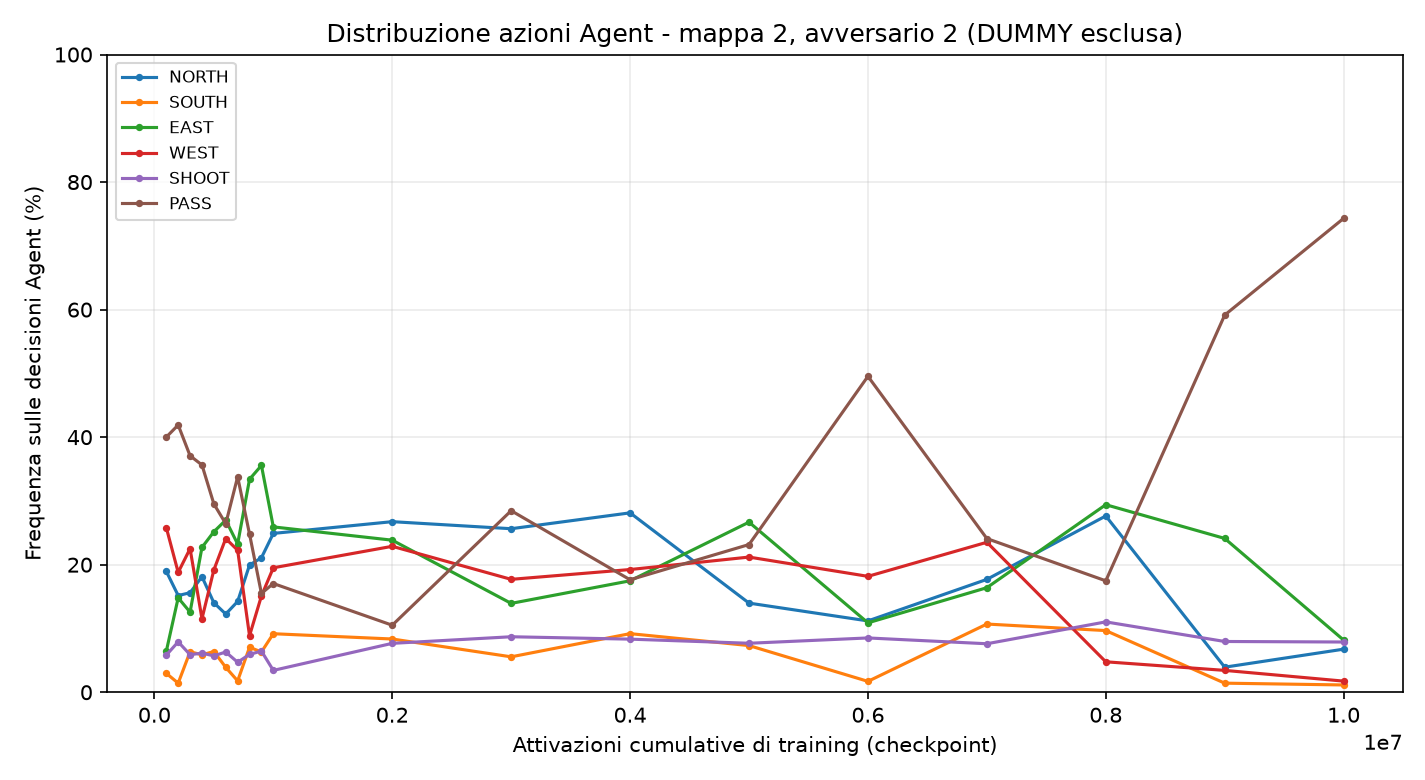 Distribuzione azioni Agent - mappa 2, avversario 2 (DUMMY esclusa)
Frequenza sulle decisioni Agent (%)
100
80
60
40
20
0
NORTH
SOUTH
EAST
WEST
SHOOT
PASS
0.0 0.2 0.4 0.6 0.8 1.0
1e7
Attivazioni cumulative di training (checkpoint)